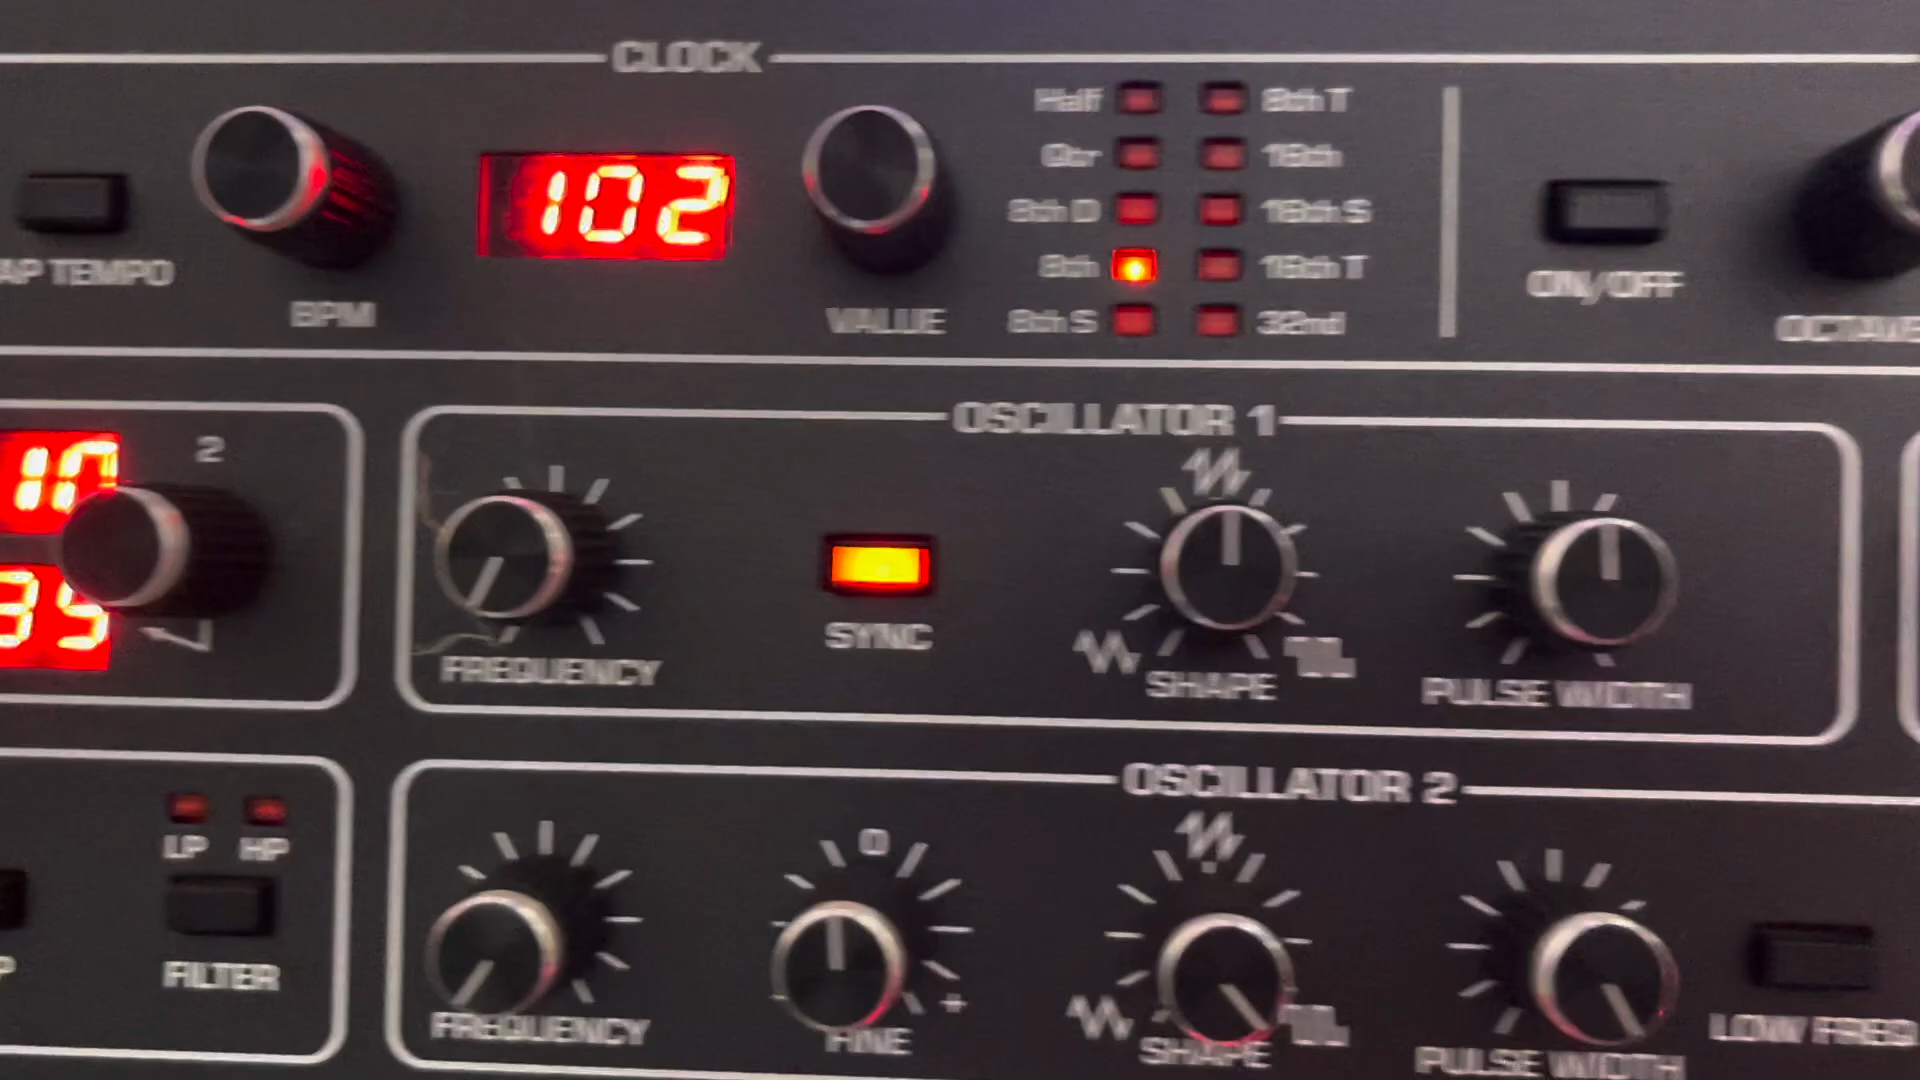 CLOCK
Half 8th T
Qtr 16th
102
8th D 16th S
8th 16th T
8th S 32nd
AP TEMPO
BPM
VALUE
ON/OFF
OCTAVE
OSCILLATOR 1
2
35
FREQUENCY
SYNC
SHAPE
PULSE WIDTH
OSCILLATOR 2
LP HP
0
FILTER
P
+
FREQUENCY
FINE
SHAPE
PULSE WIDTH
LOW FREQ